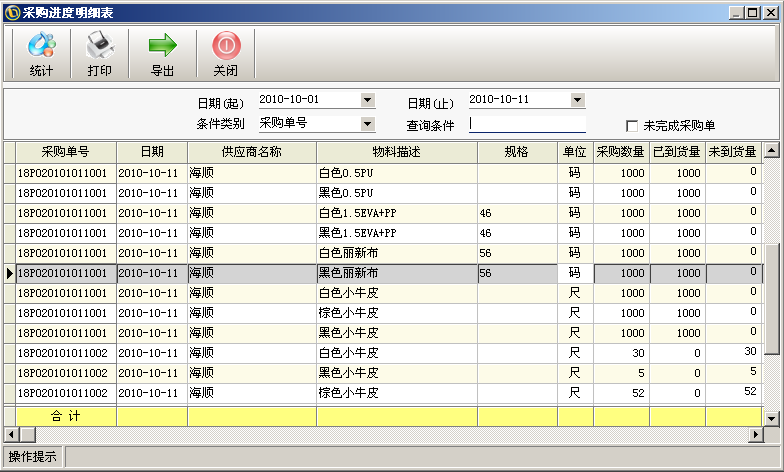 采购进度明细表
统计 打印 导出 关闭
日期(起) 2010-10-01 日期(止) 2010-10-11
条件类别 采购单号 查询条件 未完成采购单
采购单号 日期 供应商名称 物料描述 规格 单位 采购数量 已到货量 未到货量
18P020101011001 2010-10-11 海顺 白色0.5PU 码 1000 1000 0
18P020101011001 2010-10-11 海顺 黑色0.5PU 码 1000 1000 0
18P020101011001 2010-10-11 海顺 白色1.5EVA+PP 46 码 1000 1000 0
18P020101011001 2010-10-11 海顺 黑色1.5EVA+PP 46 码 1000 1000 0
18P020101011001 2010-10-11 海顺 白色丽新布 56 码 1000 1000 0
18P020101011001 2010-10-11 海顺 黑色丽新布 56 码 1000 1000 0
18P020101011001 2010-10-11 海顺 白色小牛皮 尺 1000 1000 0
18P020101011001 2010-10-11 海顺 棕色小牛皮 尺 1000 1000 0
18P020101011001 2010-10-11 海顺 黑色小牛皮 尺 1000 1000 0
18P020101011002 2010-10-11 海顺 白色小牛皮 尺 30 0 30
18P020101011002 2010-10-11 海顺 黑色小牛皮 尺 5 0 5
18P020101011002 2010-10-11 海顺 棕色小牛皮 尺 52 0 52
合 计
操作提示